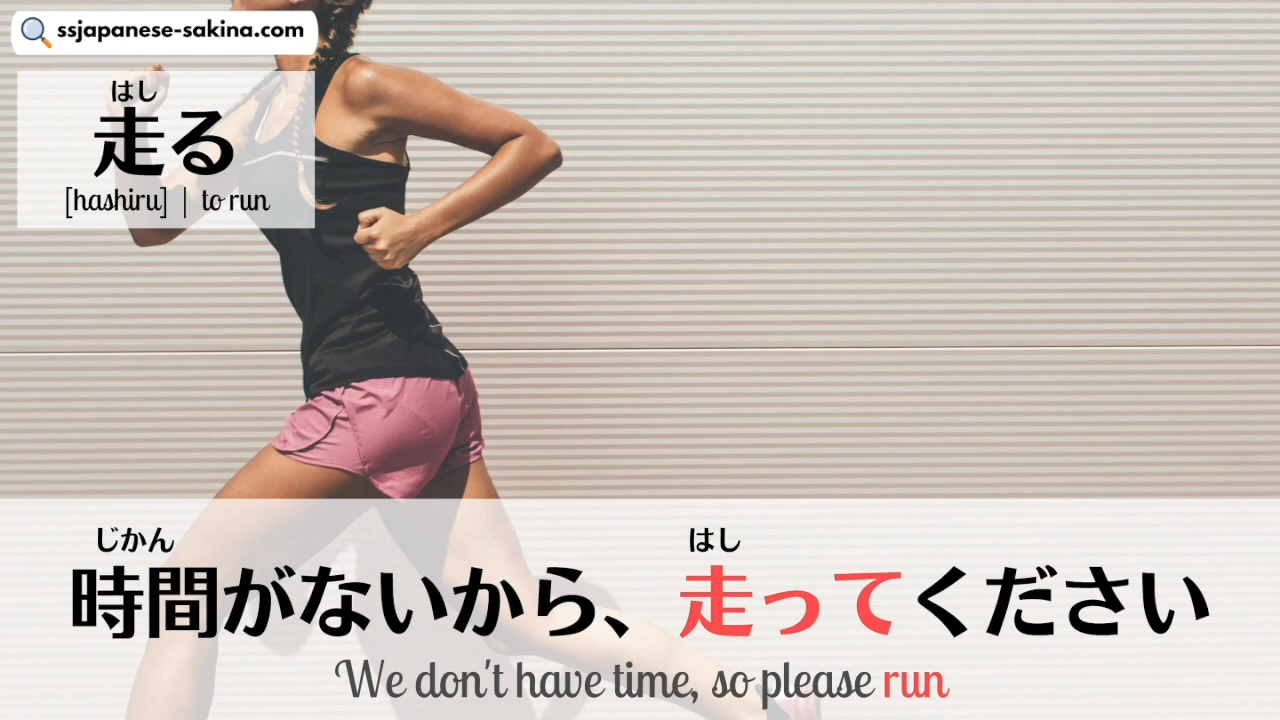 ssjapanese-sakina.com
はし
走る
[hashiru] | to run
じかん はし
時間がないから、走ってください
We don't have time, so please run